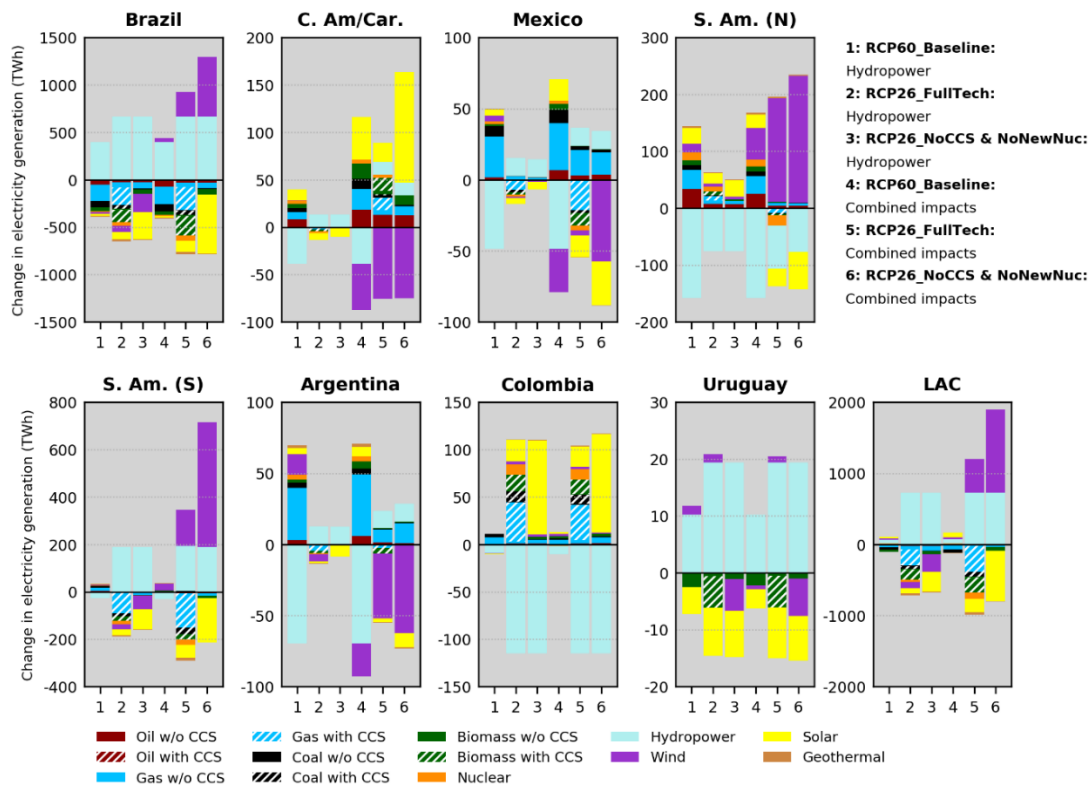 Brazil
C. Am/Car.
Mexico
S. Am. (N)
Change in electricity generation (TWh)
1500
1000
500
0
-500
-1000
-1500
1 2 3 4 5 6
200
150
100
50
0
-50
-100
1 2 3 4 5 6
100
50
0
-50
-100
1 2 3 4 5 6
300
200
100
0
-100
-200
1 2 3 4 5 6
1: RCP60_Baseline:
Hydropower
2: RCP26_FullTech:
Hydropower
3: RCP26_NoCCS & NoNewNuc:
Hydropower
4: RCP60_Baseline:
Combined impacts
5: RCP26_FullTech:
Combined impacts
6: RCP26_NoCCS & NoNewNuc:
Combined impacts
S. Am. (S)
Argentina
Colombia
Uruguay
LAC
Change in electricity generation (TWh)
800
600
400
200
0
-200
-400
1 2 3 4 5 6
100
50
0
-50
-100
1 2 3 4 5 6
150
100
50
0
-50
-100
-150
1 2 3 4 5 6
30
20
10
0
-10
-20
1 2 3 4 5 6
2000
1000
0
-1000
-2000
1 2 3 4 5 6
Oil w/o CCS
Oil with CCS
Gas w/o CCS
Gas with CCS
Coal w/o CCS
Coal with CCS
Biomass w/o CCS
Biomass with CCS
Nuclear
Hydropower
Wind
Solar
Geothermal